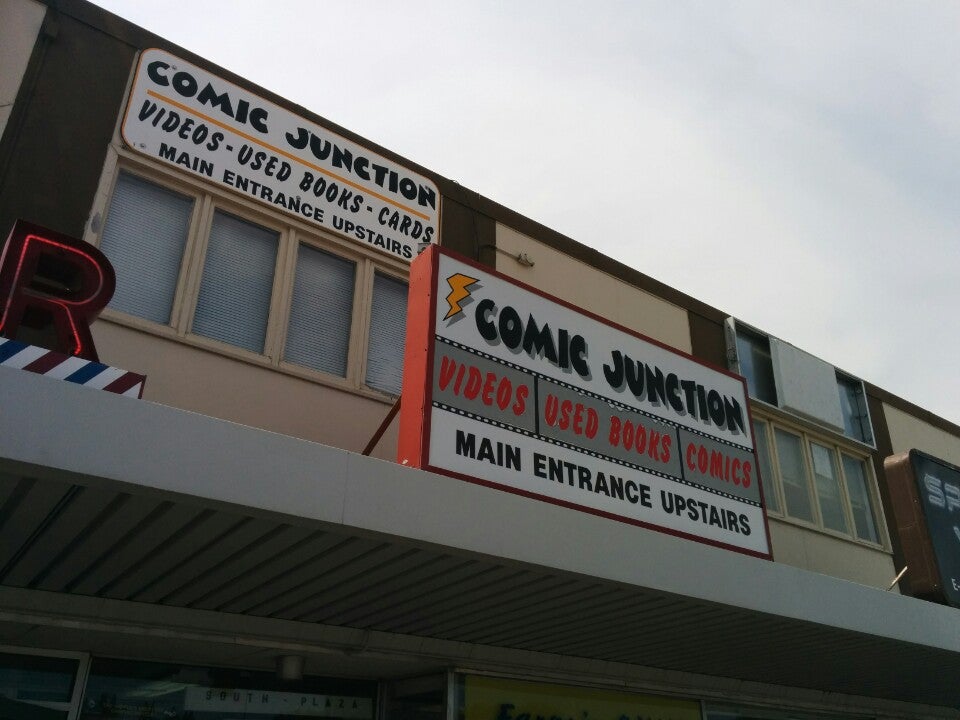 COMIC JUNCTION
VIDEOS - USED BOOKS - CARDS
MAIN ENTRANCE UPSTAIRS
R
COMIC JUNCTION
VIDEOS USED BOOKS COMICS
MAIN ENTRANCE UPSTAIRS
SOUTH - PLAZA